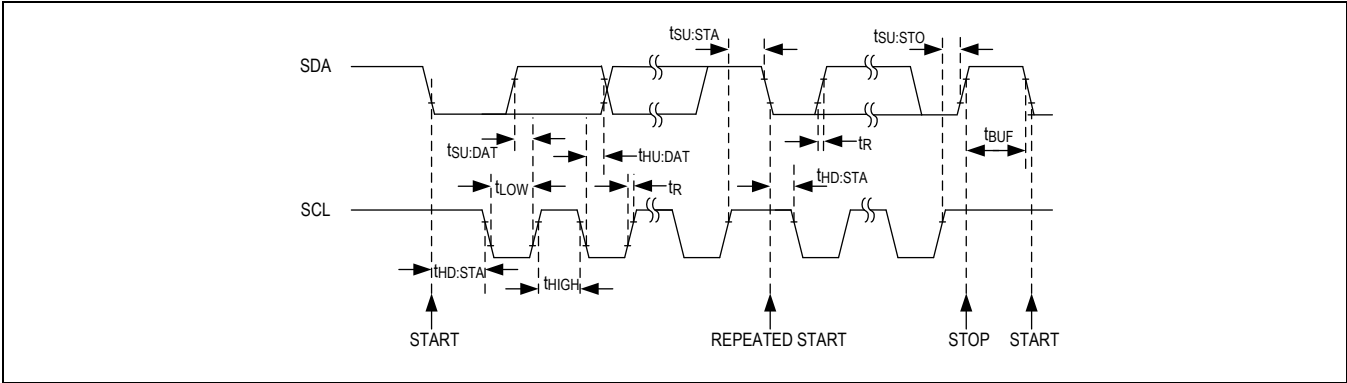 tSU:STA
tSU:STO
SDA
tSU:DAT
tHU:DAT
tR
tBUF
tLOW
tR
tHD:STA
SCL
tHD:STA
tHIGH
START
REPEATED START
STOP
START